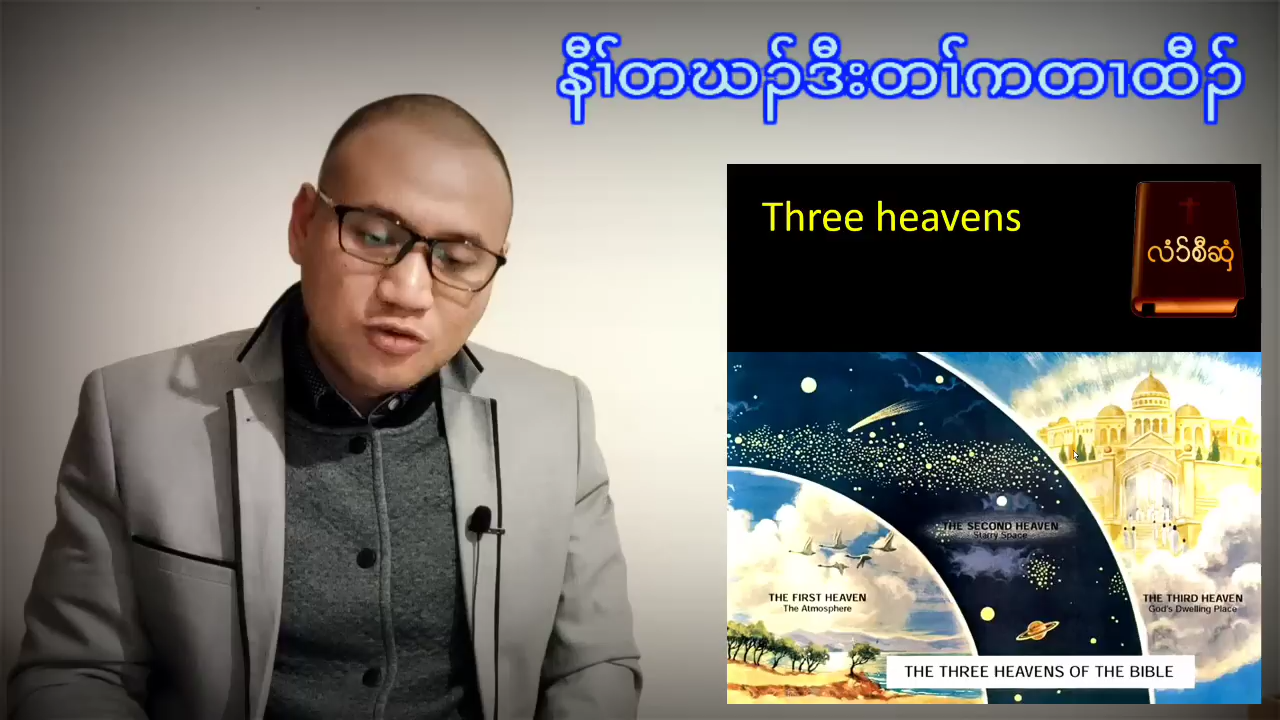 နီၢ်တဃၣ်ဒီးတၢ်ကတၢထီၣ်
Three heavens
လံာ်စီဆှံ
THE SECOND HEAVEN
Starry Space
THE FIRST HEAVEN
The Atmosphere
THE THIRD HEAVEN
God's Dwelling Place
THE THREE HEAVENS OF THE BIBLE